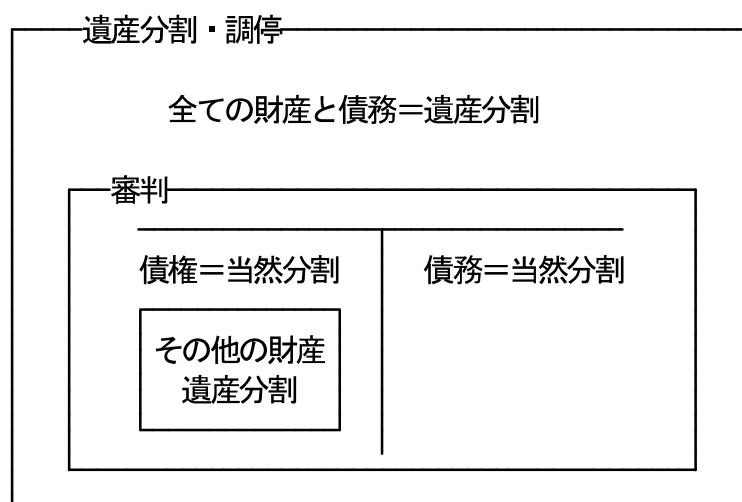 遺産分割・調停
全ての財産と債務＝遺産分割
審判
債権＝当然分割
債務＝当然分割
その他の財産
遺産分割